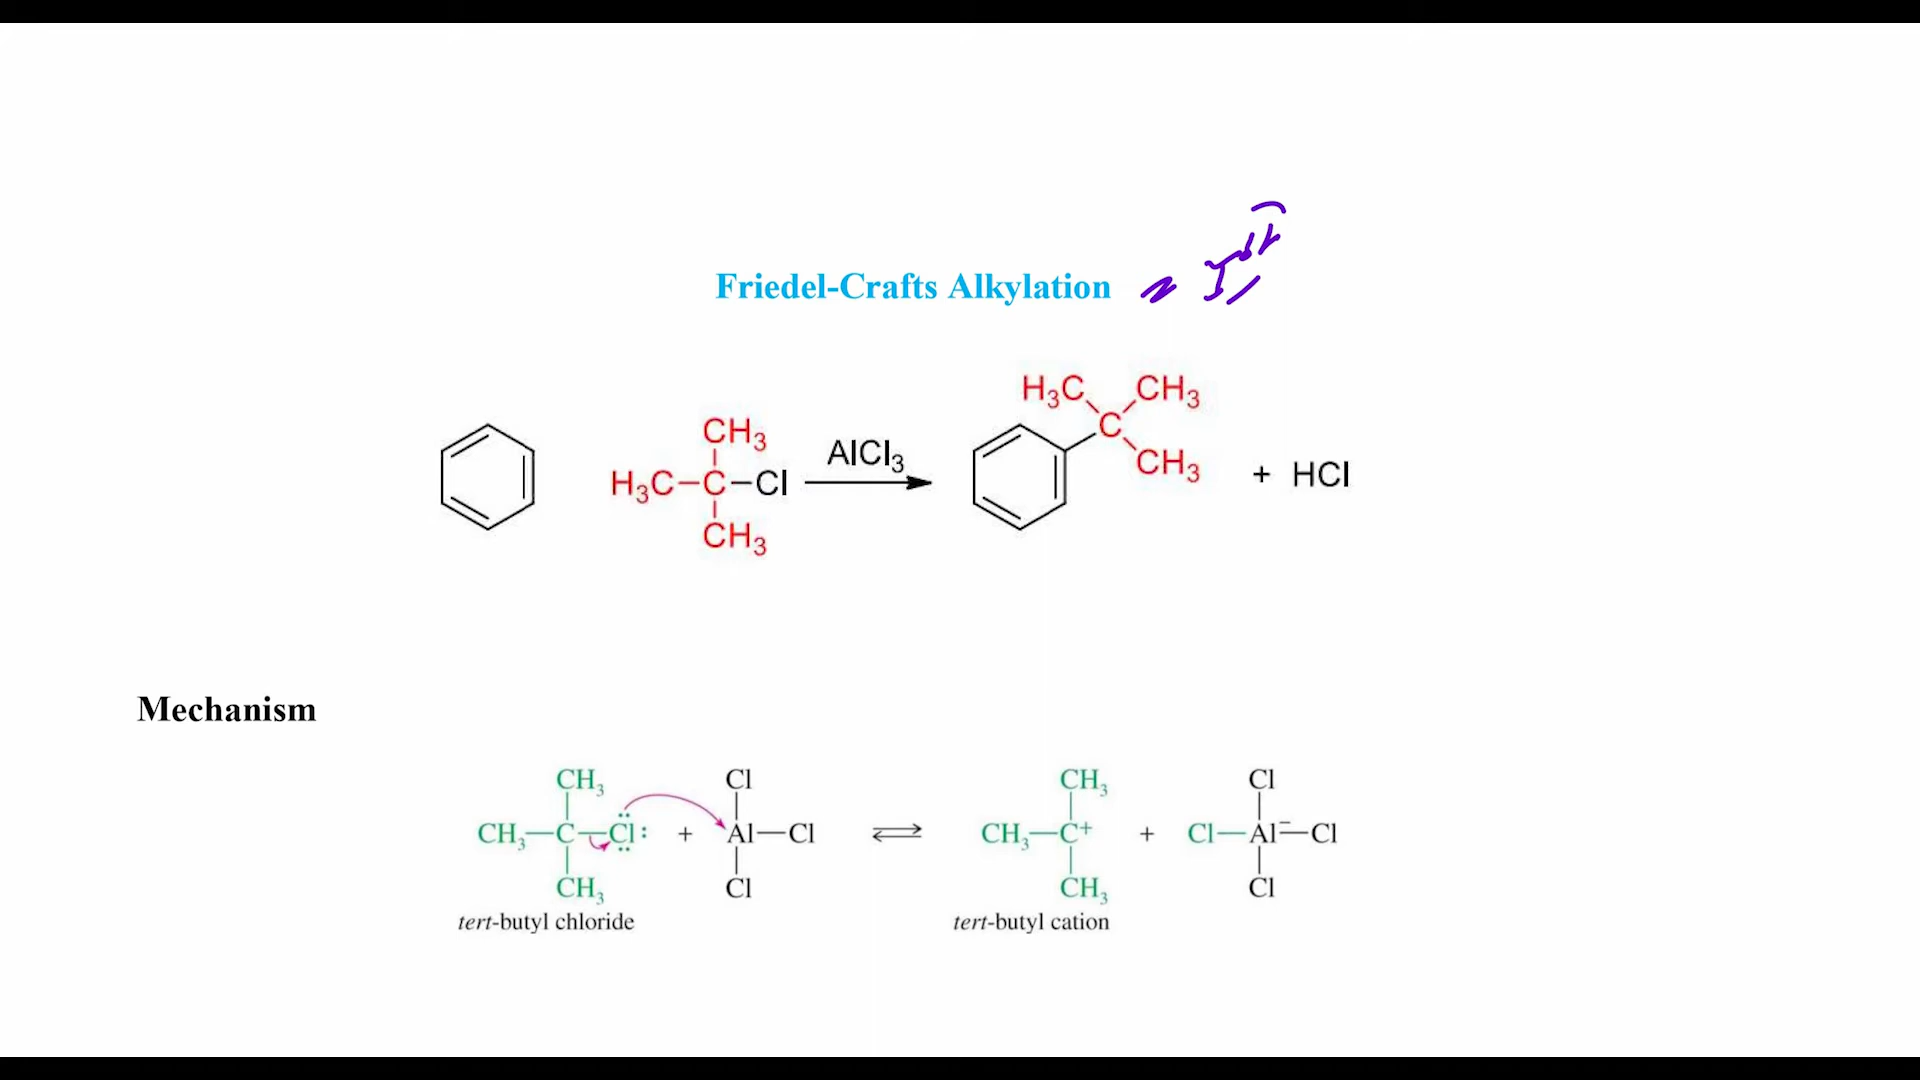 Friedel-Crafts Alkylation
H₃C CH₃
CH₃ AlCl₃ C
H₃C–C–Cl CH₃ + HCl
CH₃
Mechanism
CH₃ Cl CH₃ Cl
CH₃—C—Cl: + Al—Cl ⇌ CH₃—C⁺ + Cl—Al⁻—Cl
CH₃ Cl CH₃ Cl
tert-butyl chloride tert-butyl cation